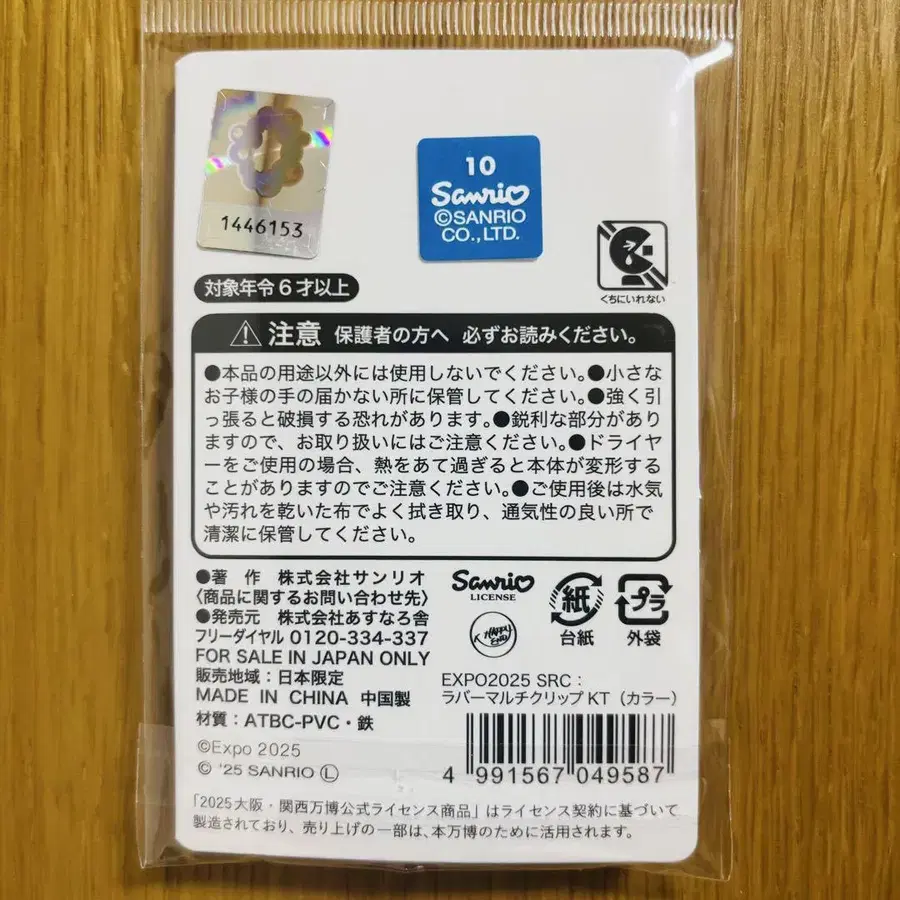 1446153
10
Sanrio
©SANRIO
CO.,LTD.
くちにいれない
対象年令6才以上
注意 保護者の方へ 必ずお読みください。
●本品の用途以外には使用しないでください。●小さな
お子様の手の届かない所に保管してください。●強く引
っ張ると破損する恐れがあります。●鋭利な部分があり
ますので、お取り扱いにはご注意ください。●ドライヤ
ーをご使用の場合、熱をあて過ぎると本体が変形する
ことがありますのでご注意ください。●ご使用後は水気
や汚れを乾いた布でよく拭き取り、通気性の良い所で
清潔に保管してください。
●著 作 株式会社サンリオ
〈商品に関するお問い合わせ先〉
●発売元 株式会社あすなろ舎
フリーダイヤル 0120-334-337
FOR SALE IN JAPAN ONLY
販売地域:日本限定
MADE IN CHINA 中国製
材質:ATBC-PVC・鉄
©Expo 2025
© '25 SANRIO Ⓛ
Sanrio
LICENSE
HAPPY
END
紙
台紙
プラ
外袋
EXPO2025 SRC:
ラバーマルチクリップ KT(カラー)
4 991567 049587
「2025大阪・関西万博公式ライセンス商品」はライセンス契約に基づいて
製造されており、売り上げの一部は、本万博のために活用されます。